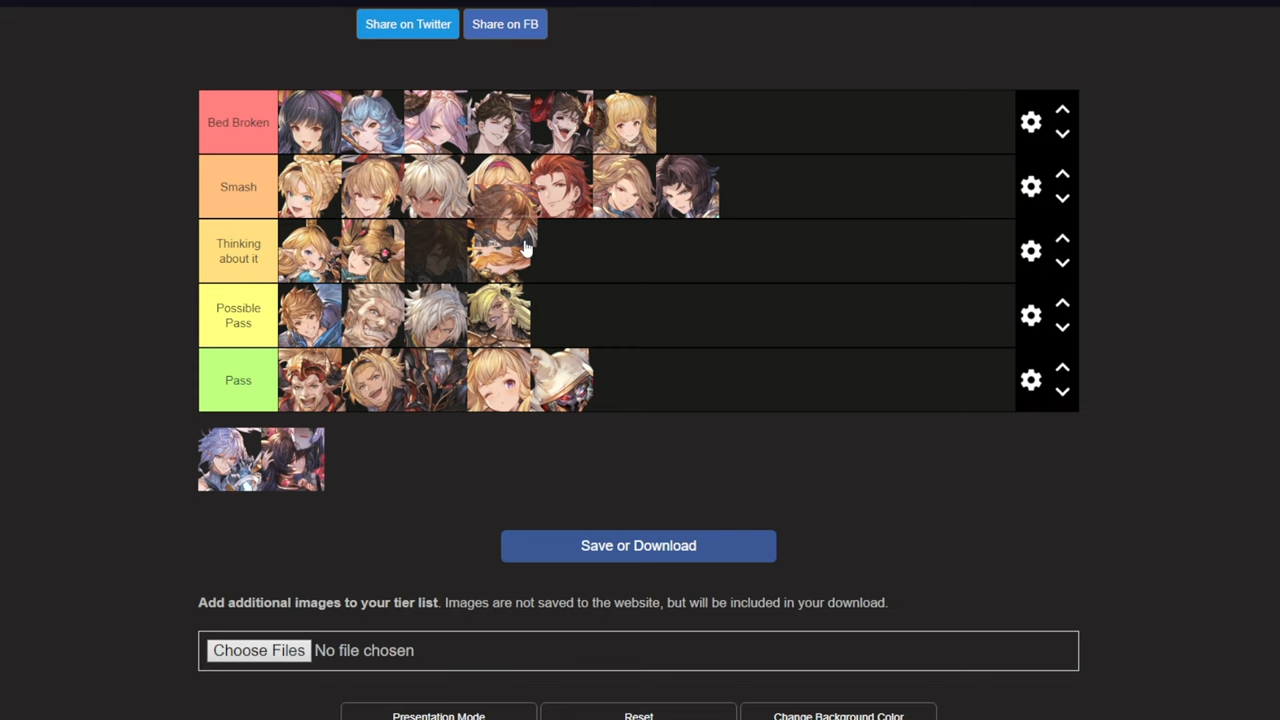 Share on Twitter
Share on FB
Bed Broken
Smash
Thinking
about it
Possible
Pass
Pass
Save or Download
Add additional images to your tier list. Images are not saved to the website, but will be included in your download.
Choose Files No file chosen
Presentation Mode
Reset
Change Background Color